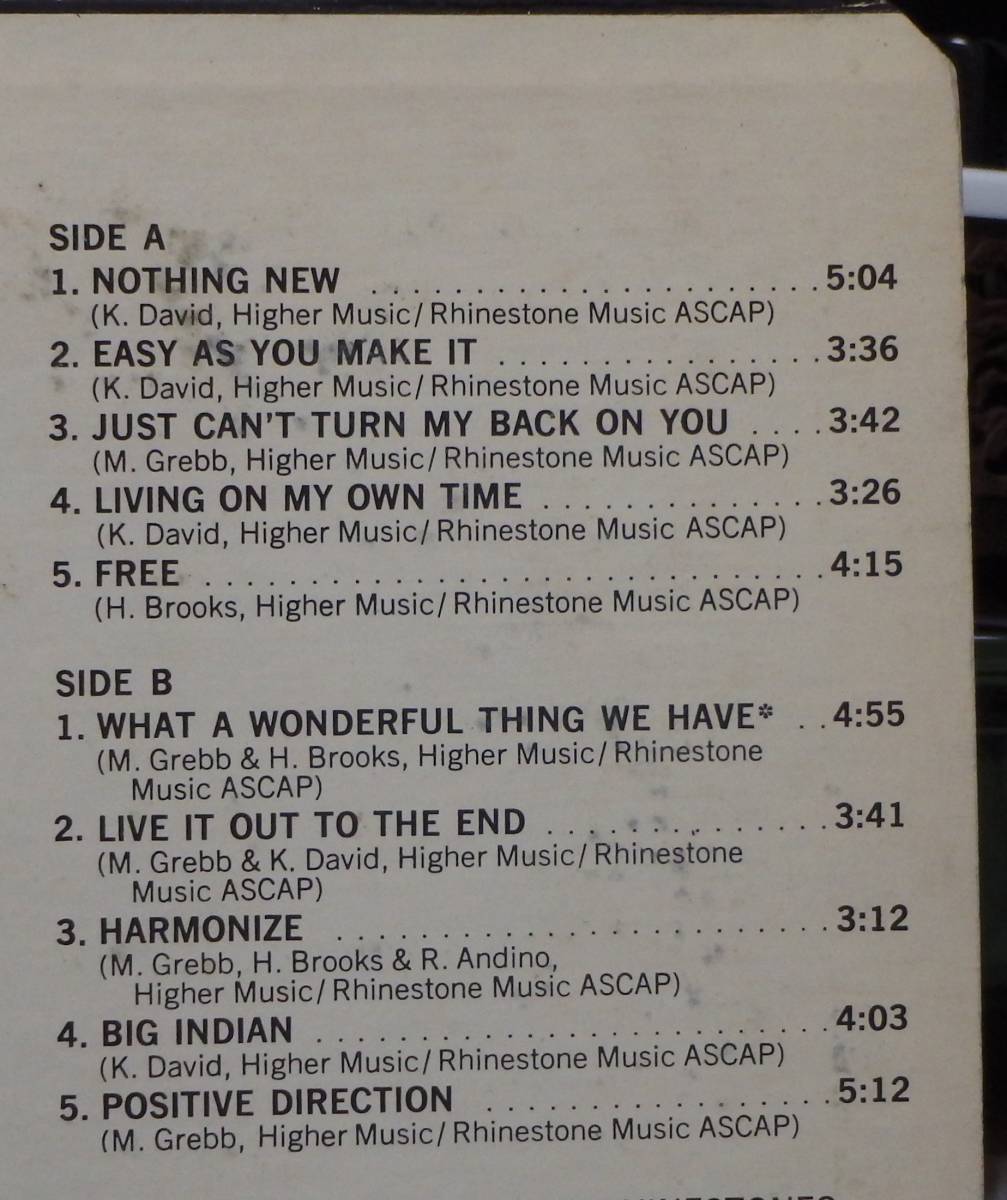 SIDE A
1. NOTHING NEW ......................5:04
(K. David, Higher Music/Rhinestone Music ASCAP)
2. EASY AS YOU MAKE IT ................3:36
(K. David, Higher Music/Rhinestone Music ASCAP)
3. JUST CAN'T TURN MY BACK ON YOU ....3:42
(M. Grebb, Higher Music/Rhinestone Music ASCAP)
4. LIVING ON MY OWN TIME ..............3:26
(K. David, Higher Music/Rhinestone Music ASCAP)
5. FREE ..............................4:15
(H. Brooks, Higher Music/Rhinestone Music ASCAP)
SIDE B
1. WHAT A WONDERFUL THING WE HAVE* ..4:55
(M. Grebb & H. Brooks, Higher Music/Rhinestone
Music ASCAP)
2. LIVE IT OUT TO THE END ..............3:41
(M. Grebb & K. David, Higher Music/Rhinestone
Music ASCAP)
3. HARMONIZE ........................3:12
(M. Grebb, H. Brooks & R. Andino,
Higher Music/Rhinestone Music ASCAP)
4. BIG INDIAN .........................4:03
(K. David, Higher Music/Rhinestone Music ASCAP)
5. POSITIVE DIRECTION .................5:12
(M. Grebb, Higher Music/Rhinestone Music ASCAP)